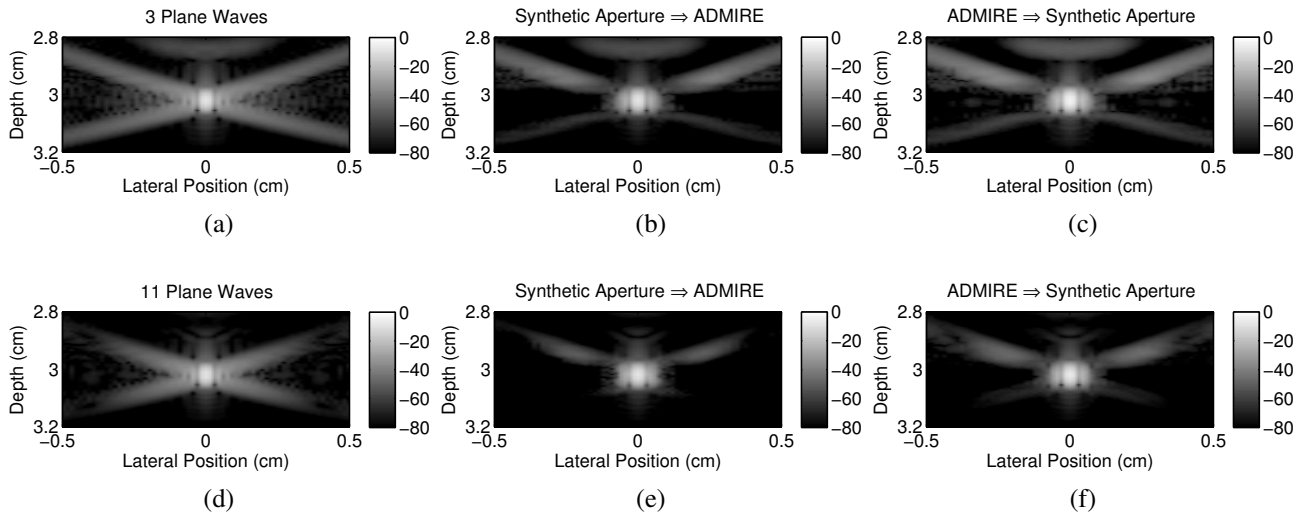 3 Plane Waves
2.8
3
3.2
Depth (cm)
−0.5
0
0.5
Lateral Position (cm)
0
−20
−40
−60
−80
(a)
Synthetic Aperture ⇒ ADMIRE
2.8
3
3.2
Depth (cm)
−0.5
0
0.5
Lateral Position (cm)
0
−20
−40
−60
−80
(b)
ADMIRE ⇒ Synthetic Aperture
2.8
3
3.2
Depth (cm)
−0.5
0
0.5
Lateral Position (cm)
0
−20
−40
−60
−80
(c)
11 Plane Waves
2.8
3
3.2
Depth (cm)
−0.5
0
0.5
Lateral Position (cm)
0
−20
−40
−60
−80
(d)
Synthetic Aperture ⇒ ADMIRE
2.8
3
3.2
Depth (cm)
−0.5
0
0.5
Lateral Position (cm)
0
−20
−40
−60
−80
(e)
ADMIRE ⇒ Synthetic Aperture
2.8
3
3.2
Depth (cm)
−0.5
0
0.5
Lateral Position (cm)
0
−20
−40
−60
−80
(f)